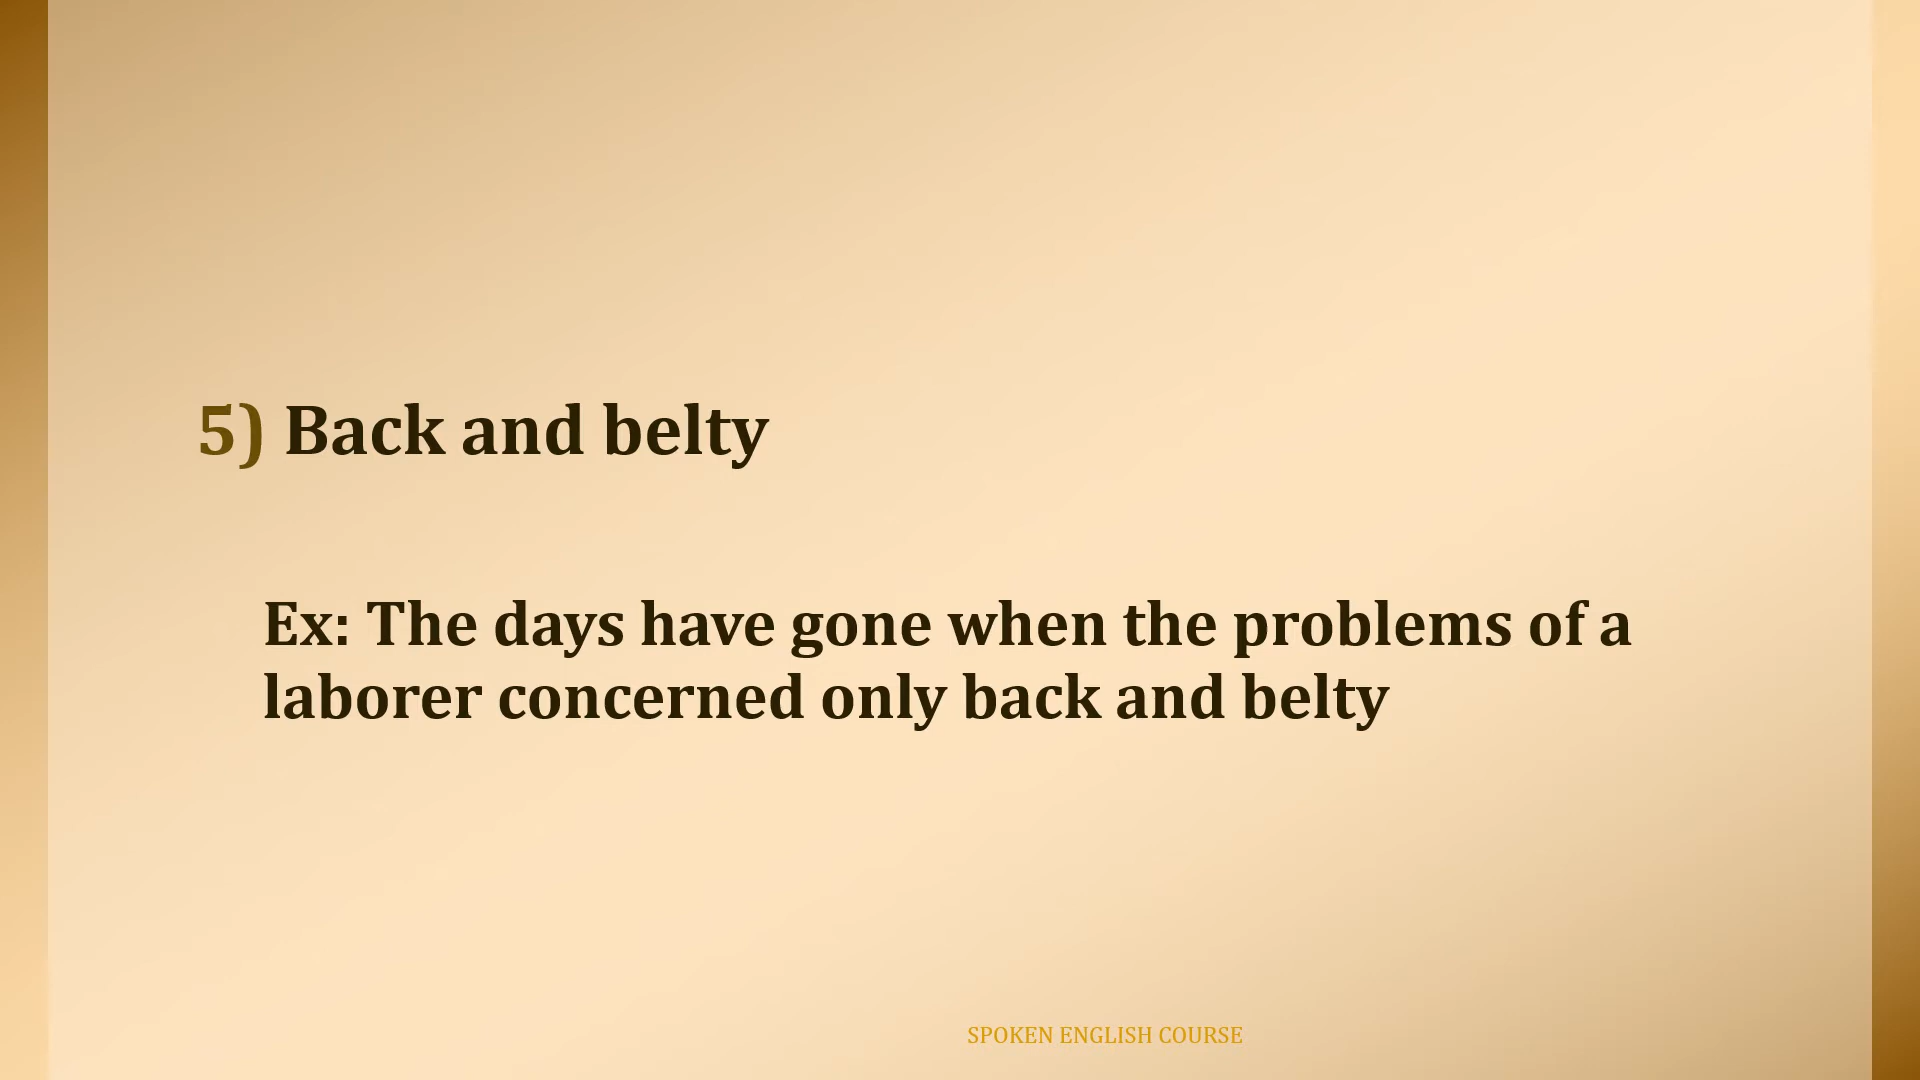 5) Back and belty
Ex: The days have gone when the problems of a
laborer concerned only back and belty
SPOKEN ENGLISH COURSE